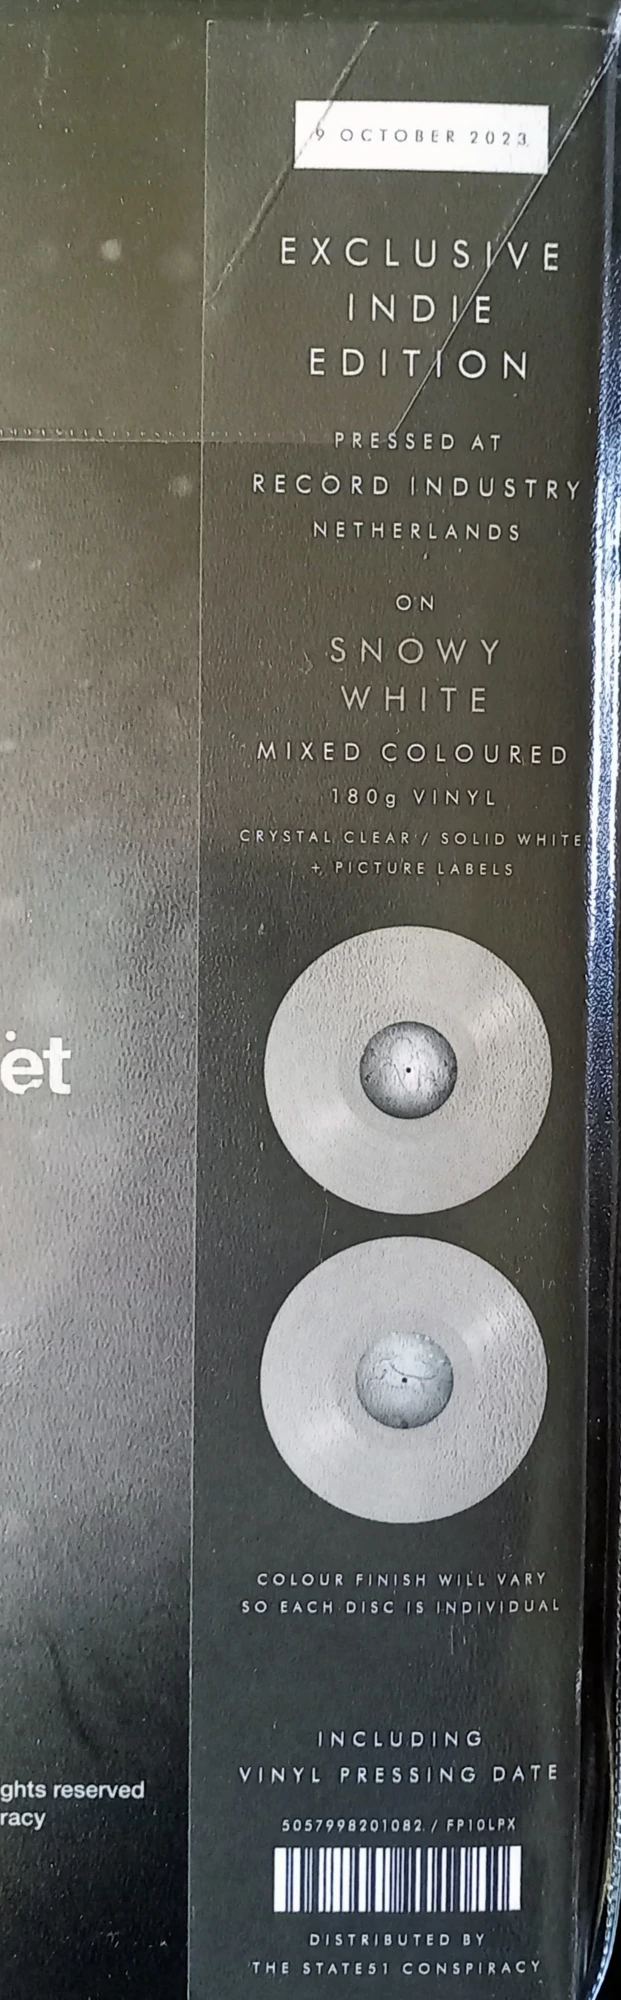 9 OCTOBER 2023
EXCLUSIVE
INDIE
EDITION
PRESSED AT
RECORD INDUSTRY
NETHERLANDS
ON
SNOWY
WHITE
MIXED COLOURED
180g VINYL
CRYSTAL CLEAR / SOLID WHITE
+ PICTURE LABELS
et
COLOUR FINISH WILL VARY
SO EACH DISC IS INDIVIDUAL
INCLUDING
VINYL PRESSING DATE
ghts reserved
racy
5057998201082 / FP10LPX
DISTRIBUTED BY
THE STATE51 CONSPIRACY